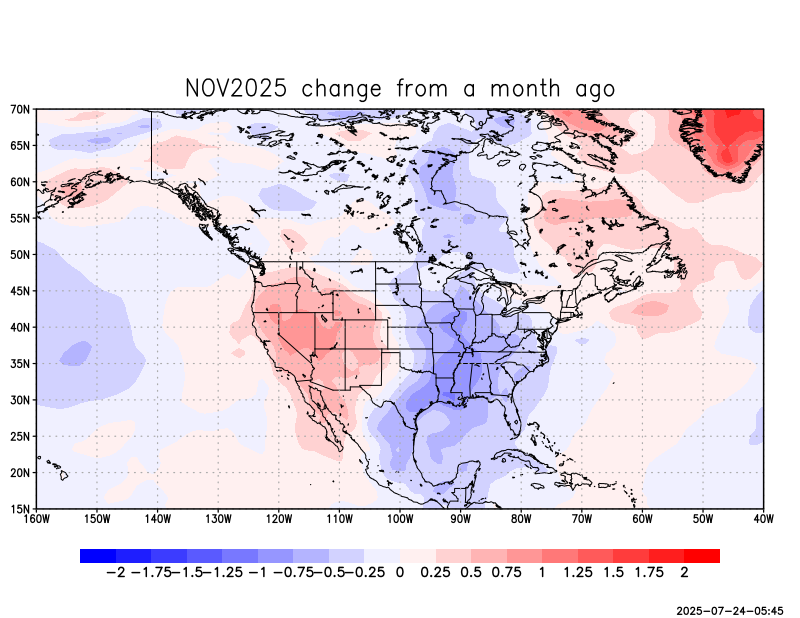 NOV2025 change from a month ago
70N
65N
60N
55N
50N
45N
40N
35N
30N
25N
20N
15N
160W 150W 140W 130W 120W 110W 100W 90W 80W 70W 60W 50W 40W
−2 −1.75 −1.5 −1.25 −1 −0.75 −0.5 −0.25 0 0.25 0.5 0.75 1 1.25 1.5 1.75 2
2025-07-24-05:45